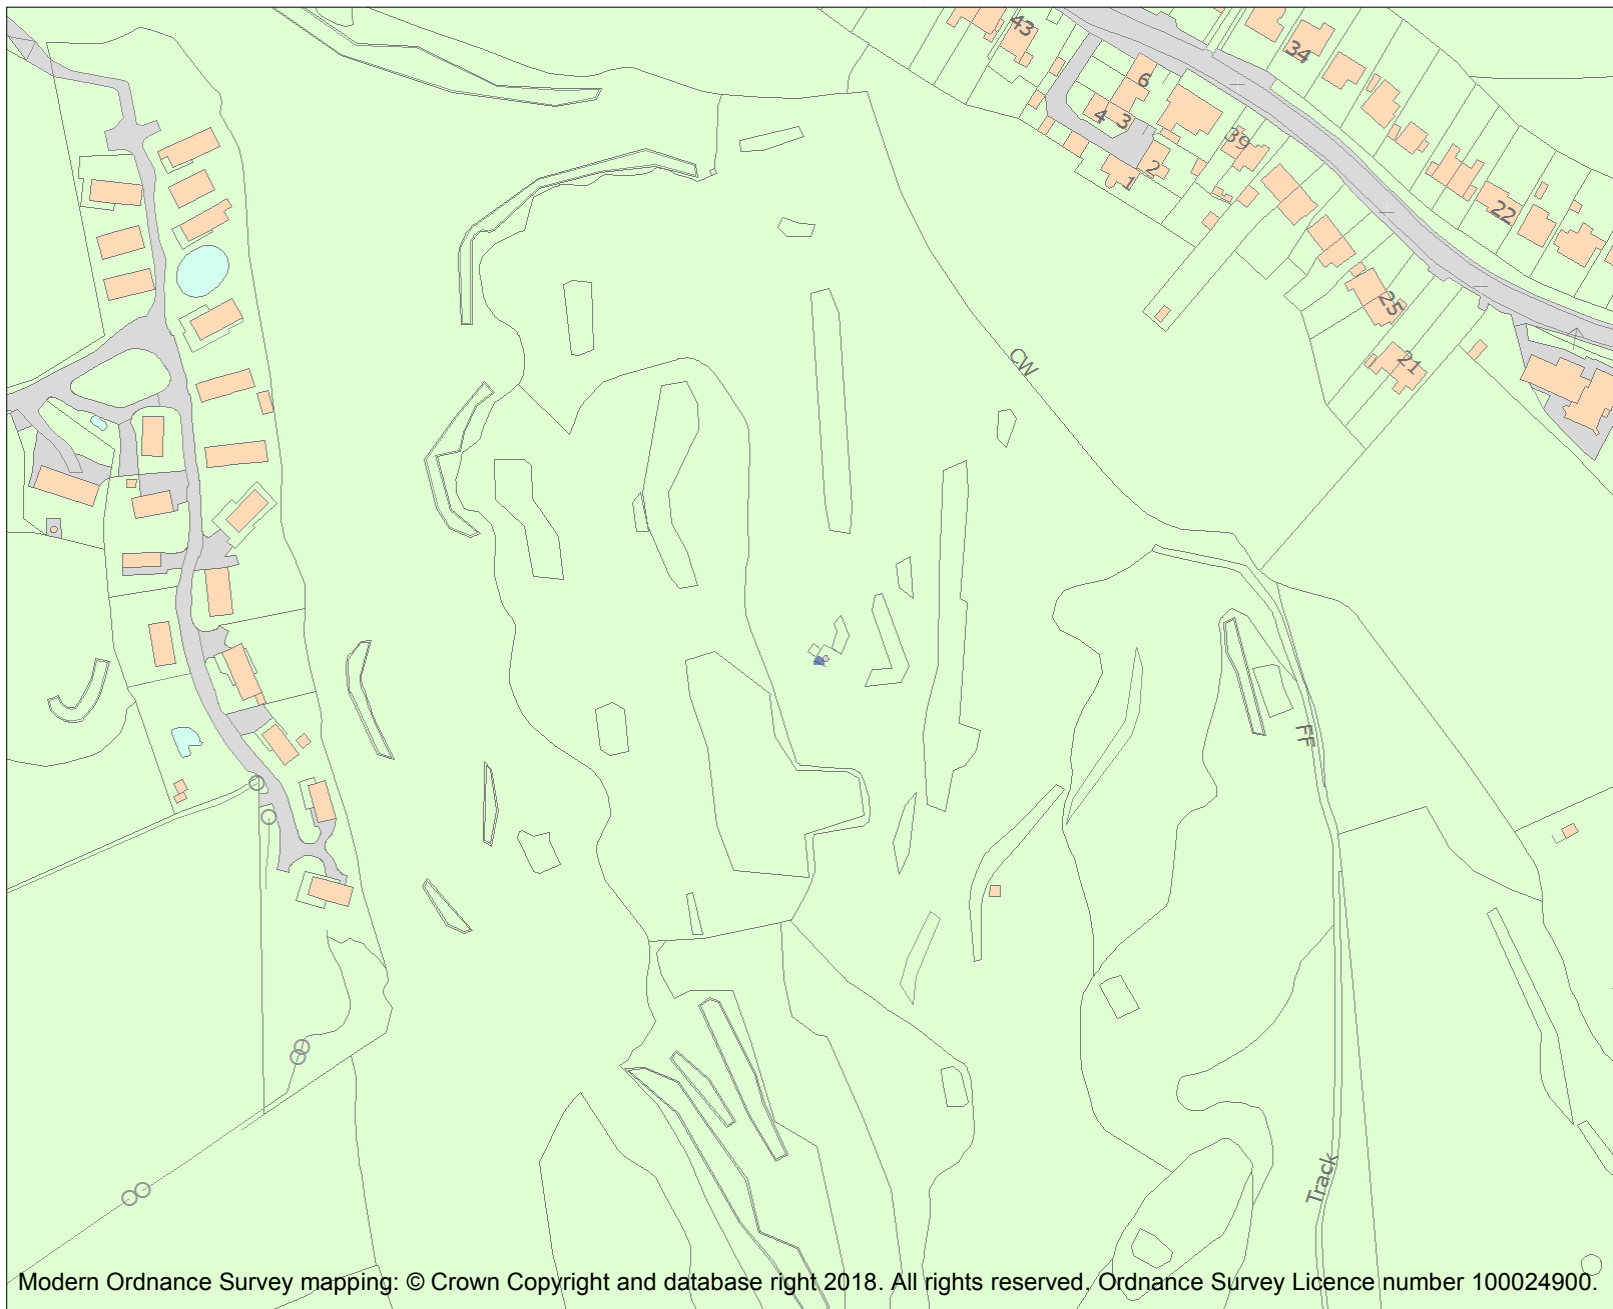 43
34
6
4
3
39
2
1
22
25
21
CW
FF
Track
Modern Ordnance Survey mapping: © Crown Copyright and database right 2018. All rights reserved. Ordnance Survey Licence number 100024900.